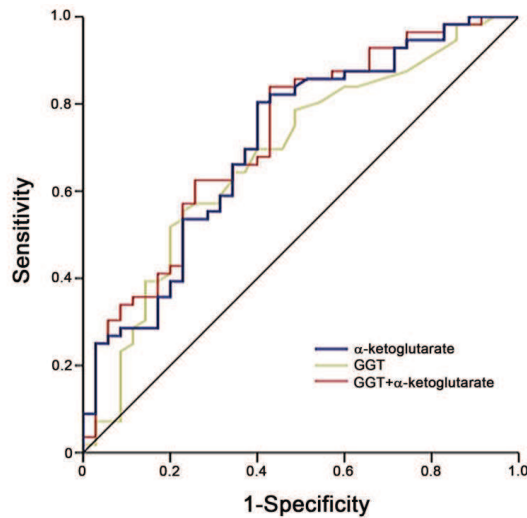 1.0
0.8
0.6
0.4
0.2
0
Sensitivity
α-ketoglutarate
GGT
GGT+α-ketoglutarate
0 0.2 0.4 0.6 0.8 1.0
1-Specificity